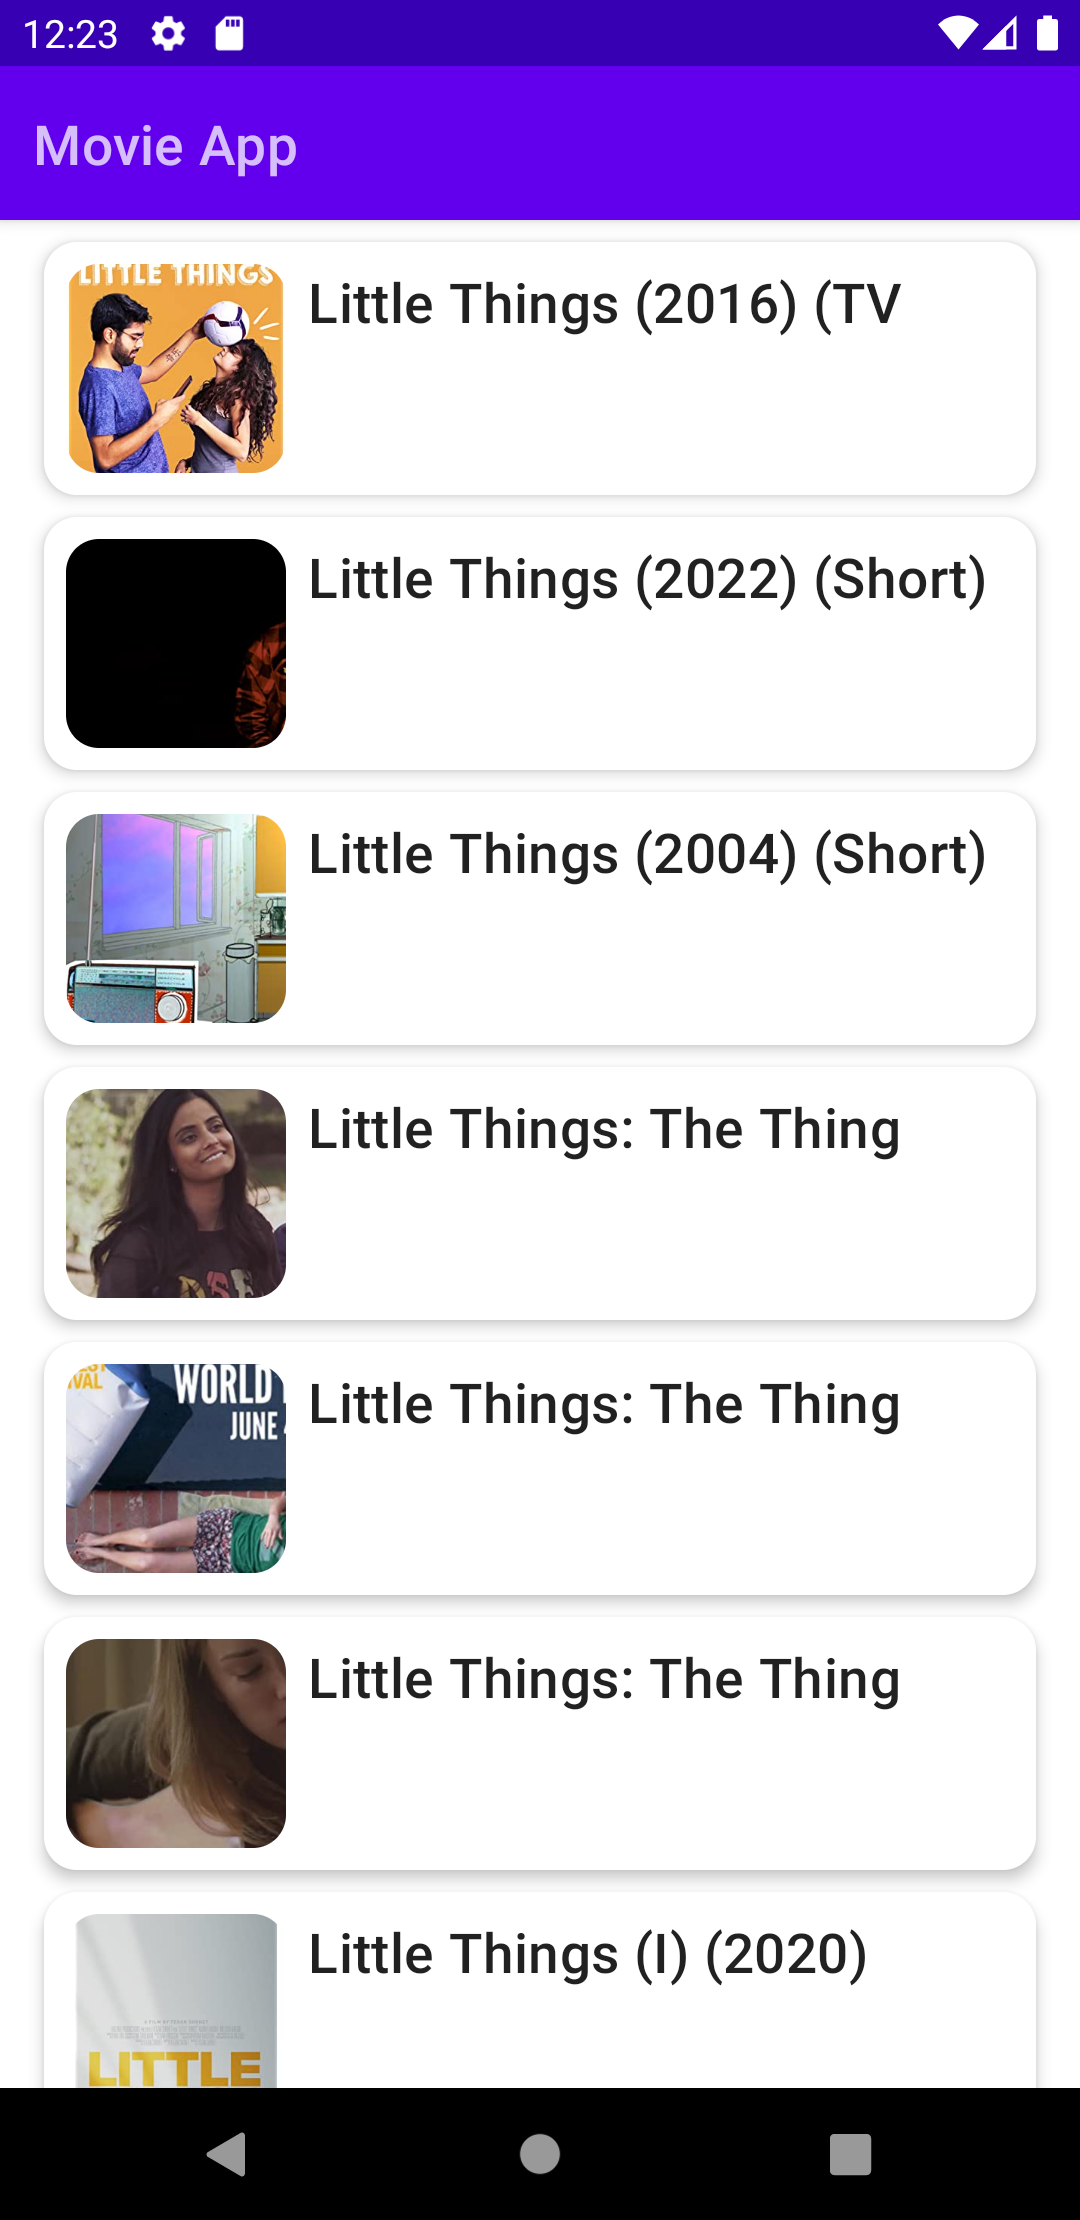 12:23
Movie App
LITTLE THINGS
Little Things (2016) (TV
Little Things (2022) (Short)
Little Things (2004) (Short)
Little Things: The Thing
WORLD
JUNE
Little Things: The Thing
Little Things: The Thing
Little Things (I) (2020)
LITTLE